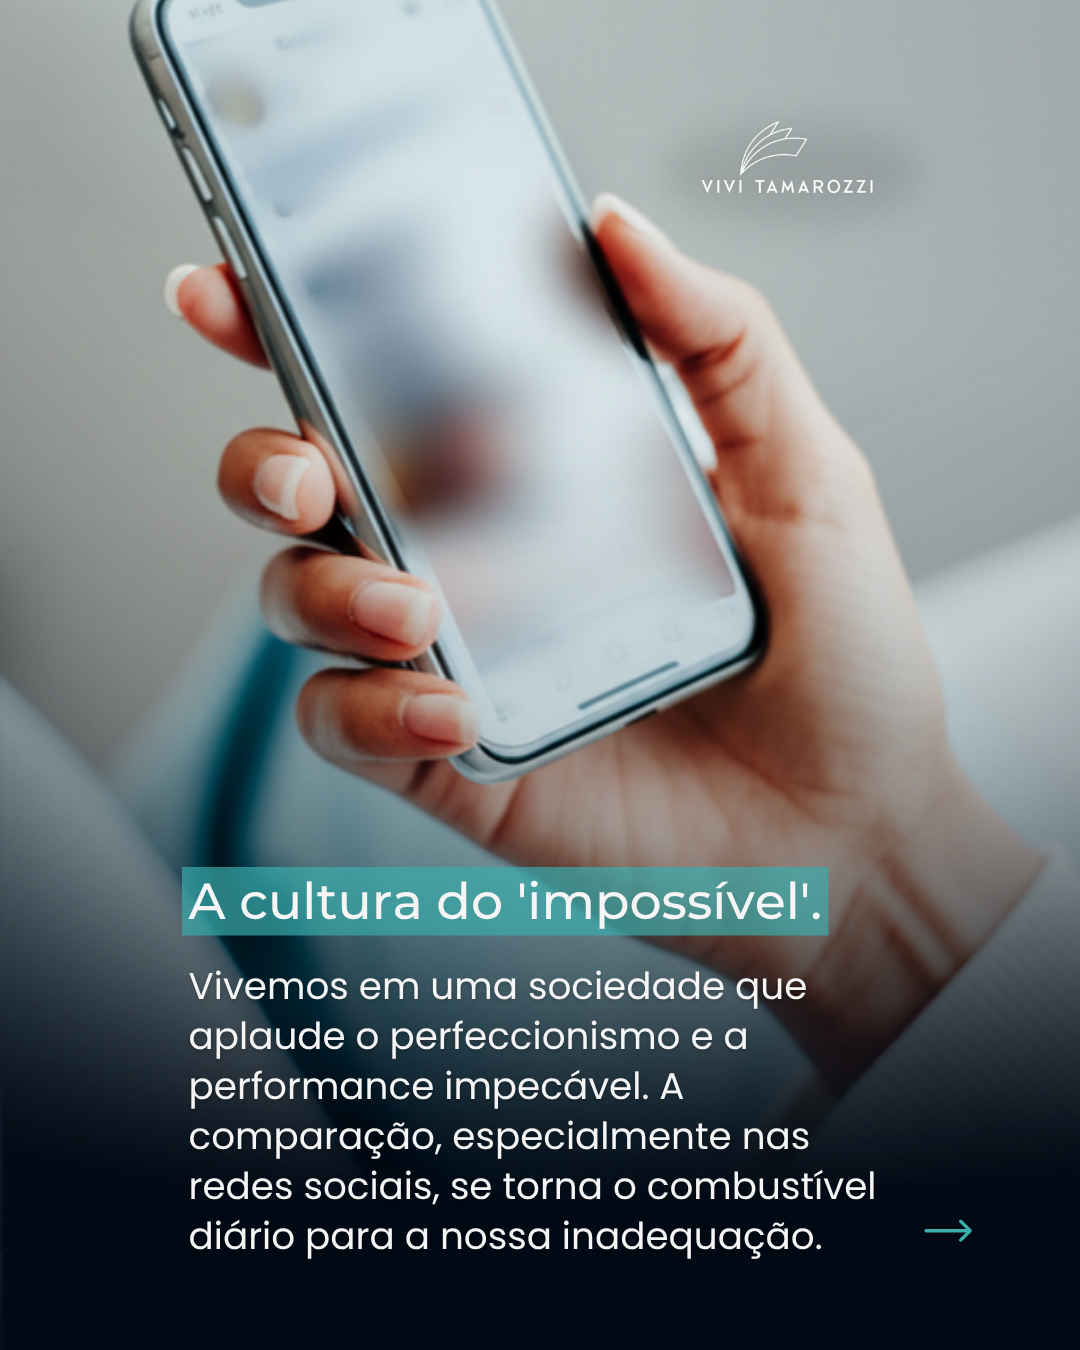 VIVI TAMAROZZI
A cultura do 'impossível'.
Vivemos em uma sociedade que
aplaude o perfeccionismo e a
performance impecável. A
comparação, especialmente nas
redes sociais, se torna o combustível
diário para a nossa inadequação.